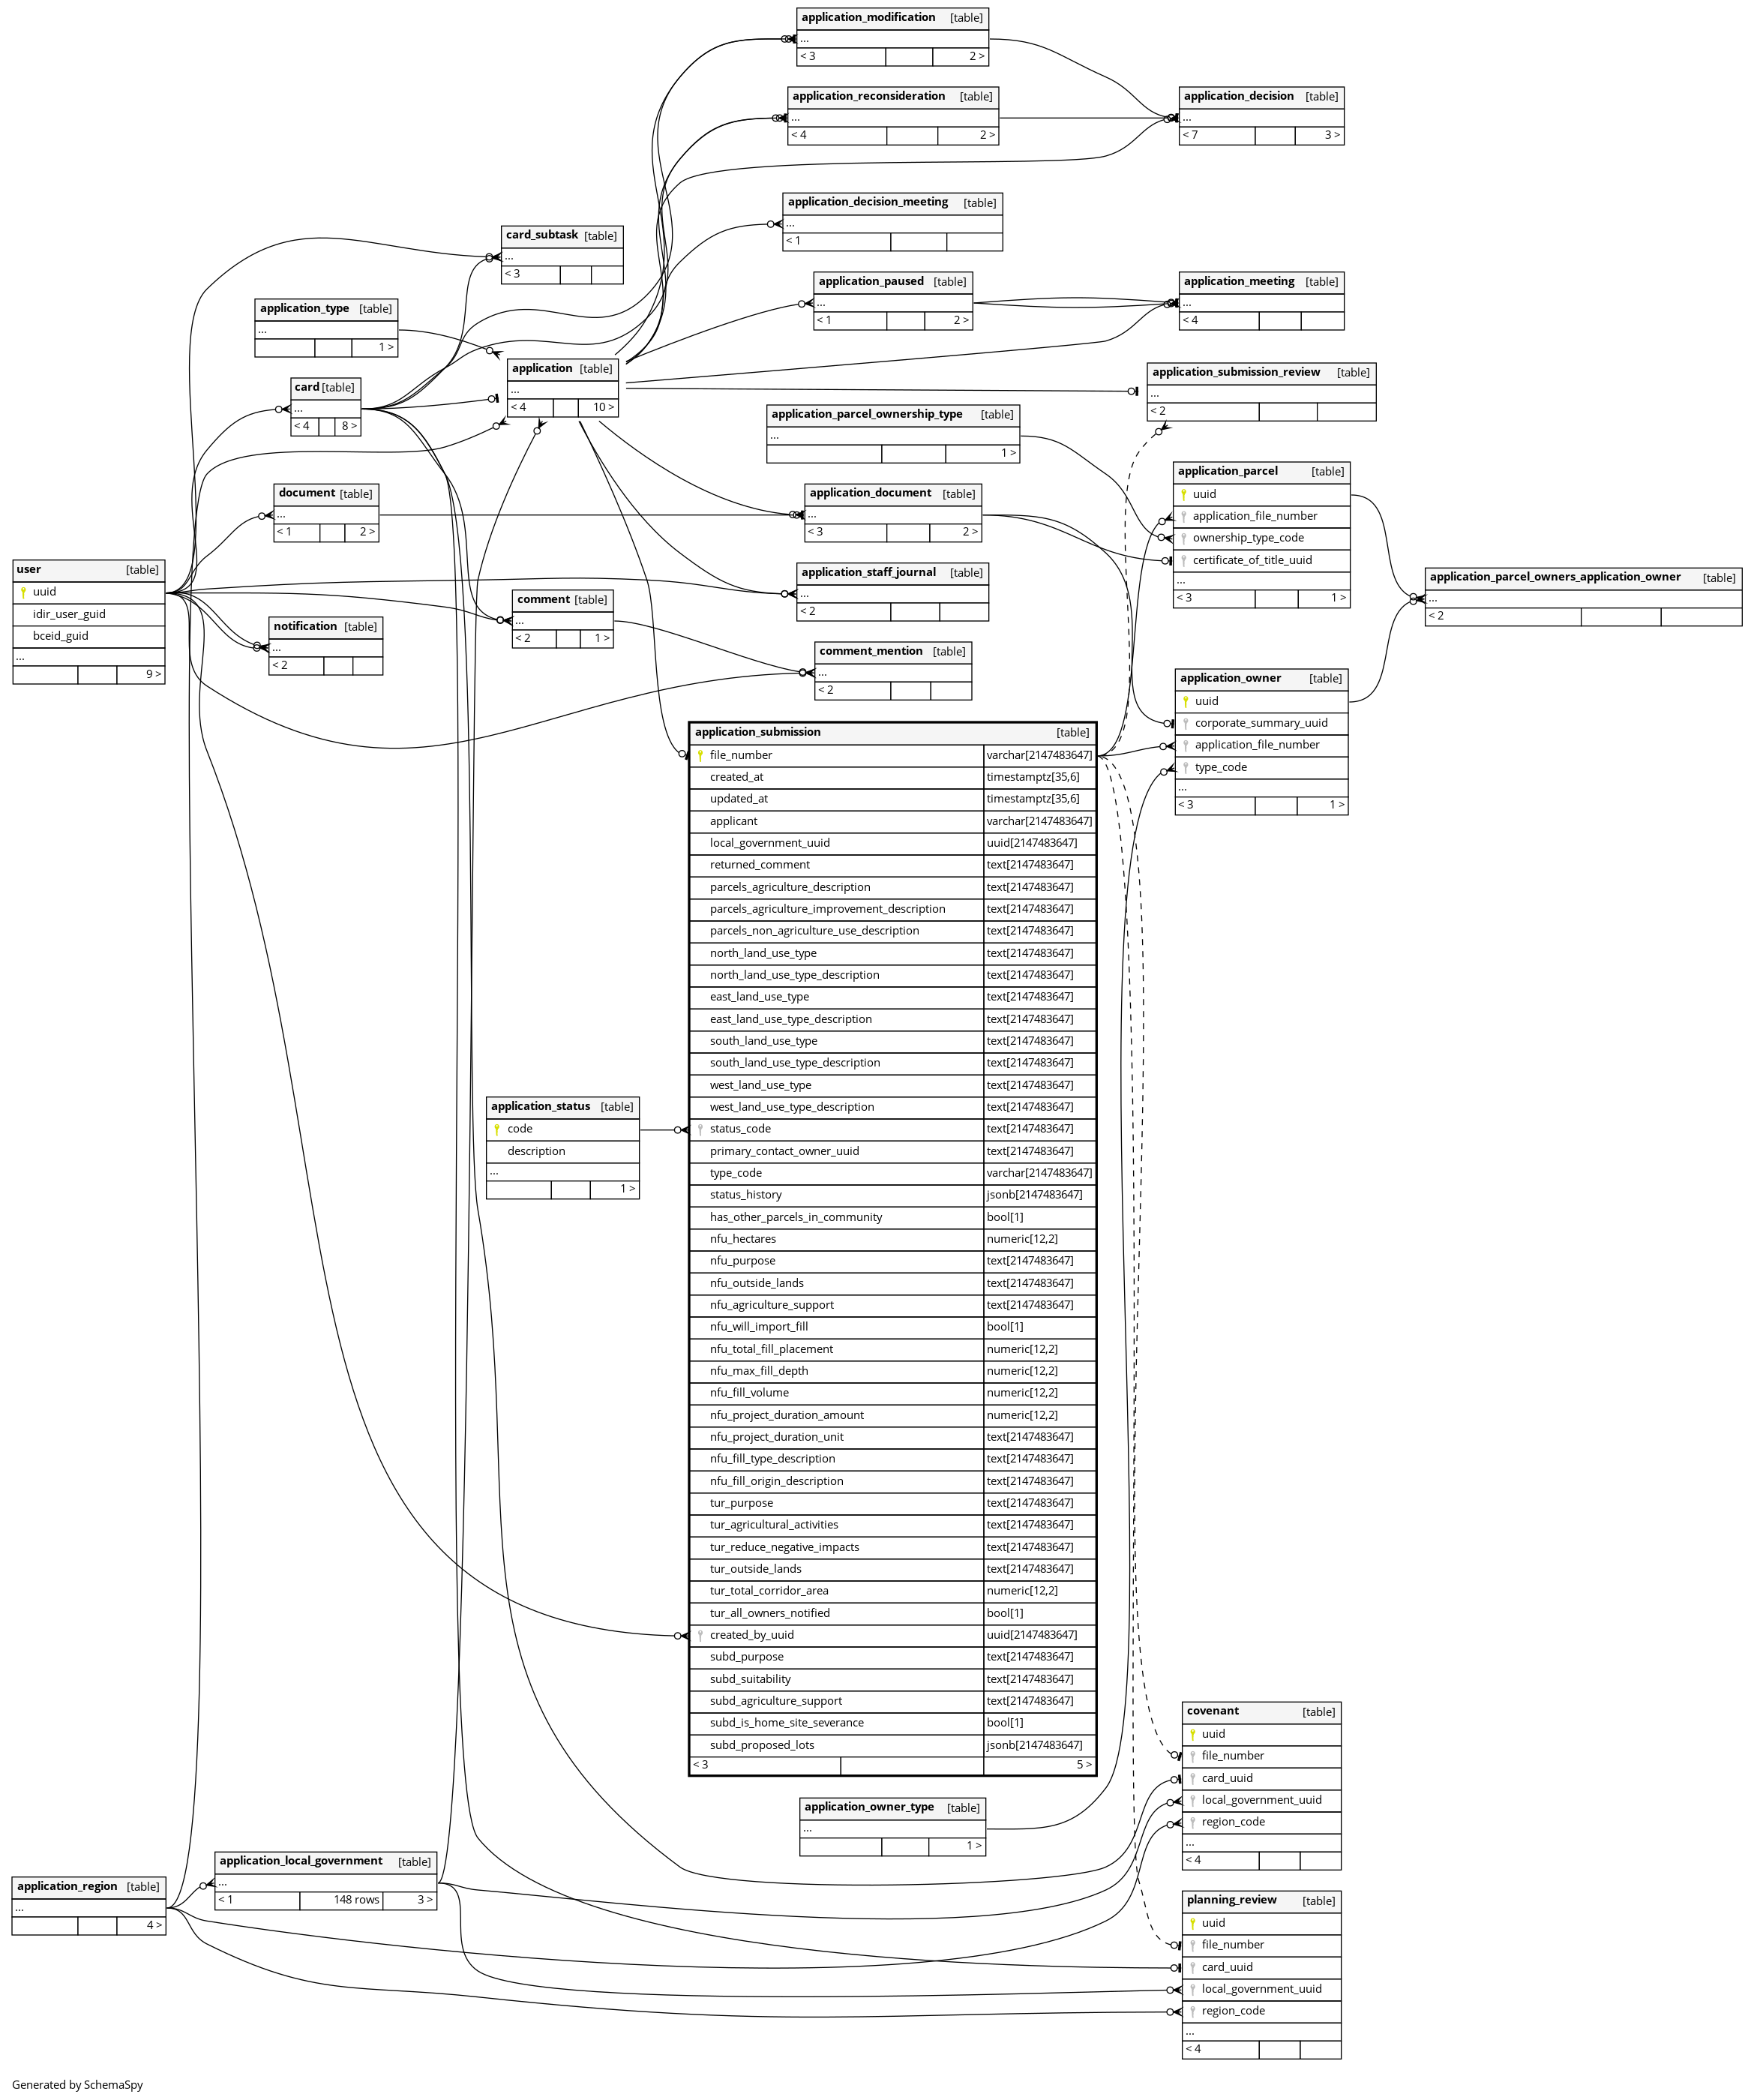 application_modification [table]
...
< 3 2 >
application_reconsideration [table]
...
< 4 2 >
application_decision [table]
...
< 7 3 >
application_decision_meeting [table]
...
< 1
card_subtask [table]
...
< 3
application_paused [table]
...
< 1 2 >
application_meeting [table]
...
< 4
application_type [table]
...
1 >
application [table]
...
< 4 10 >
application_submission_review [table]
...
< 2
card [table]
...
< 4 8 >
application_parcel_ownership_type [table]
...
1 >
application_parcel [table]
uuid
application_file_number
ownership_type_code
certificate_of_title_uuid
...
< 3 1 >
document [table]
...
< 1 2 >
application_document [table]
...
< 3 2 >
user [table]
uuid
idir_user_guid
bceid_guid
...
9 >
application_staff_journal [table]
...
< 2
application_parcel_owners_application_owner [table]
...
< 2
comment [table]
...
< 2 1 >
notification [table]
...
< 2
comment_mention [table]
...
< 2
application_owner [table]
uuid
corporate_summary_uuid
application_file_number
type_code
...
< 3 1 >
application_submission [table]
file_number varchar[2147483647]
created_at timestamptz[35,6]
updated_at timestamptz[35,6]
applicant varchar[2147483647]
local_government_uuid uuid[2147483647]
returned_comment text[2147483647]
parcels_agriculture_description text[2147483647]
parcels_agriculture_improvement_description text[2147483647]
parcels_non_agriculture_use_description text[2147483647]
north_land_use_type text[2147483647]
north_land_use_type_description text[2147483647]
east_land_use_type text[2147483647]
east_land_use_type_description text[2147483647]
south_land_use_type text[2147483647]
south_land_use_type_description text[2147483647]
west_land_use_type text[2147483647]
west_land_use_type_description text[2147483647]
status_code text[2147483647]
primary_contact_owner_uuid text[2147483647]
type_code varchar[2147483647]
status_history jsonb[2147483647]
has_other_parcels_in_community bool[1]
nfu_hectares numeric[12,2]
nfu_purpose text[2147483647]
nfu_outside_lands text[2147483647]
nfu_agriculture_support text[2147483647]
nfu_will_import_fill bool[1]
nfu_total_fill_placement numeric[12,2]
nfu_max_fill_depth numeric[12,2]
nfu_fill_volume numeric[12,2]
nfu_project_duration_amount numeric[12,2]
nfu_project_duration_unit text[2147483647]
nfu_fill_type_description text[2147483647]
nfu_fill_origin_description text[2147483647]
tur_purpose text[2147483647]
tur_agricultural_activities text[2147483647]
tur_reduce_negative_impacts text[2147483647]
tur_outside_lands text[2147483647]
tur_total_corridor_area numeric[12,2]
tur_all_owners_notified bool[1]
created_by_uuid uuid[2147483647]
subd_purpose text[2147483647]
subd_suitability text[2147483647]
subd_agriculture_support text[2147483647]
subd_is_home_site_severance bool[1]
subd_proposed_lots jsonb[2147483647]
< 3 5 >
application_status [table]
code
description
...
1 >
covenant [table]
uuid
file_number
card_uuid
local_government_uuid
region_code
...
< 4
application_owner_type [table]
...
1 >
application_local_government [table]
...
< 1 148 rows 3 >
application_region [table]
...
4 >
planning_review [table]
uuid
file_number
card_uuid
local_government_uuid
region_code
...
< 4
Generated by SchemaSpy